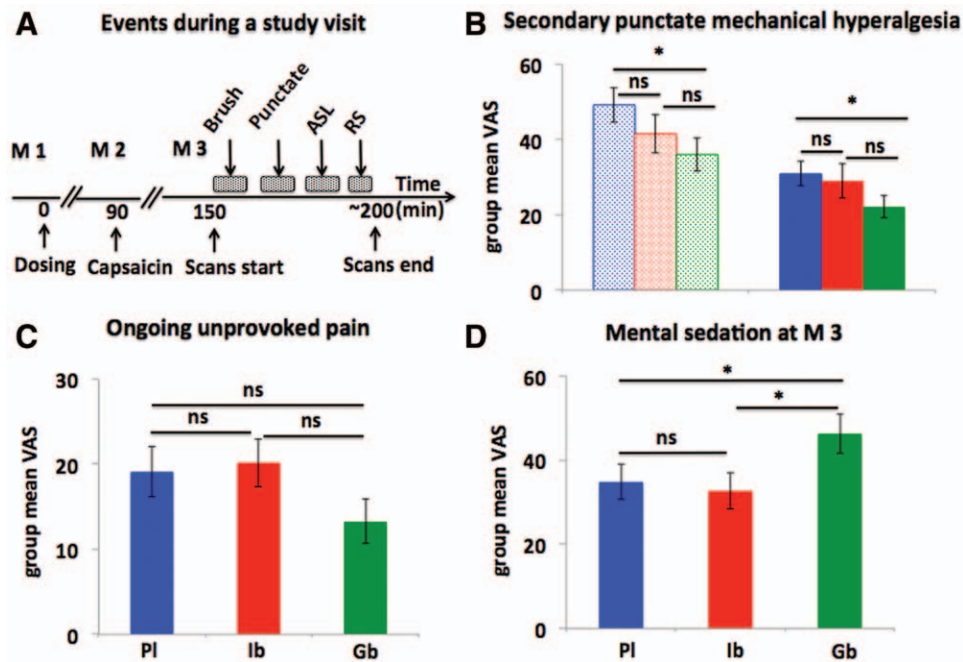 A Events during a study visit
Brush Punctate ASL RS
M 1 M 2 M 3 Time
0 90 150 ~200(min)
Dosing Capsaicin Scans start Scans end
B Secondary punctate mechanical hyperalgesia
group mean VAS
60
40
20
0
*
ns ns
*
ns ns
C Ongoing unprovoked pain
group mean VAS
30
20
10
0
ns
ns ns
Pl Ib Gb
D Mental sedation at M 3
group mean VAS
60
40
20
0
*
*
ns
Pl Ib Gb